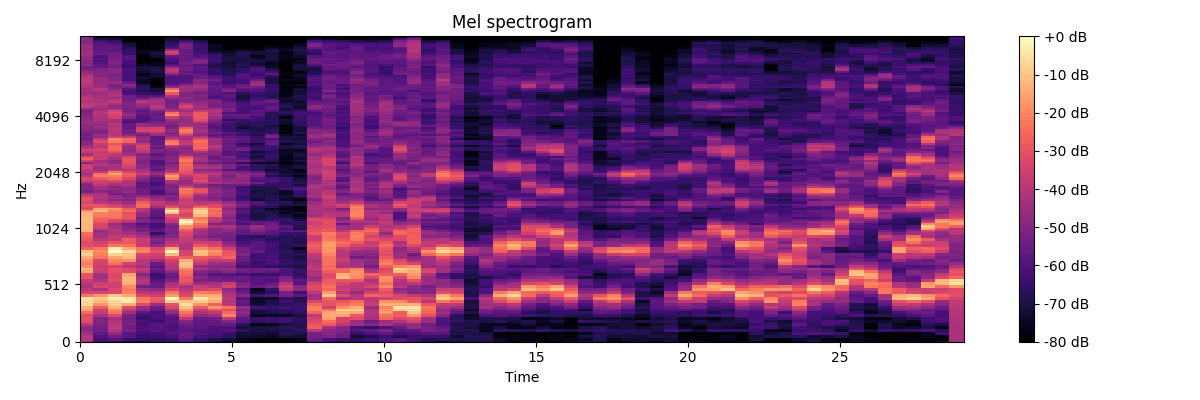 Mel spectrogram
8192
4096
2048
1024
512
0
Hz
0 5 10 15 20 25
Time
+0 dB
-10 dB
-20 dB
-30 dB
-40 dB
-50 dB
-60 dB
-70 dB
-80 dB